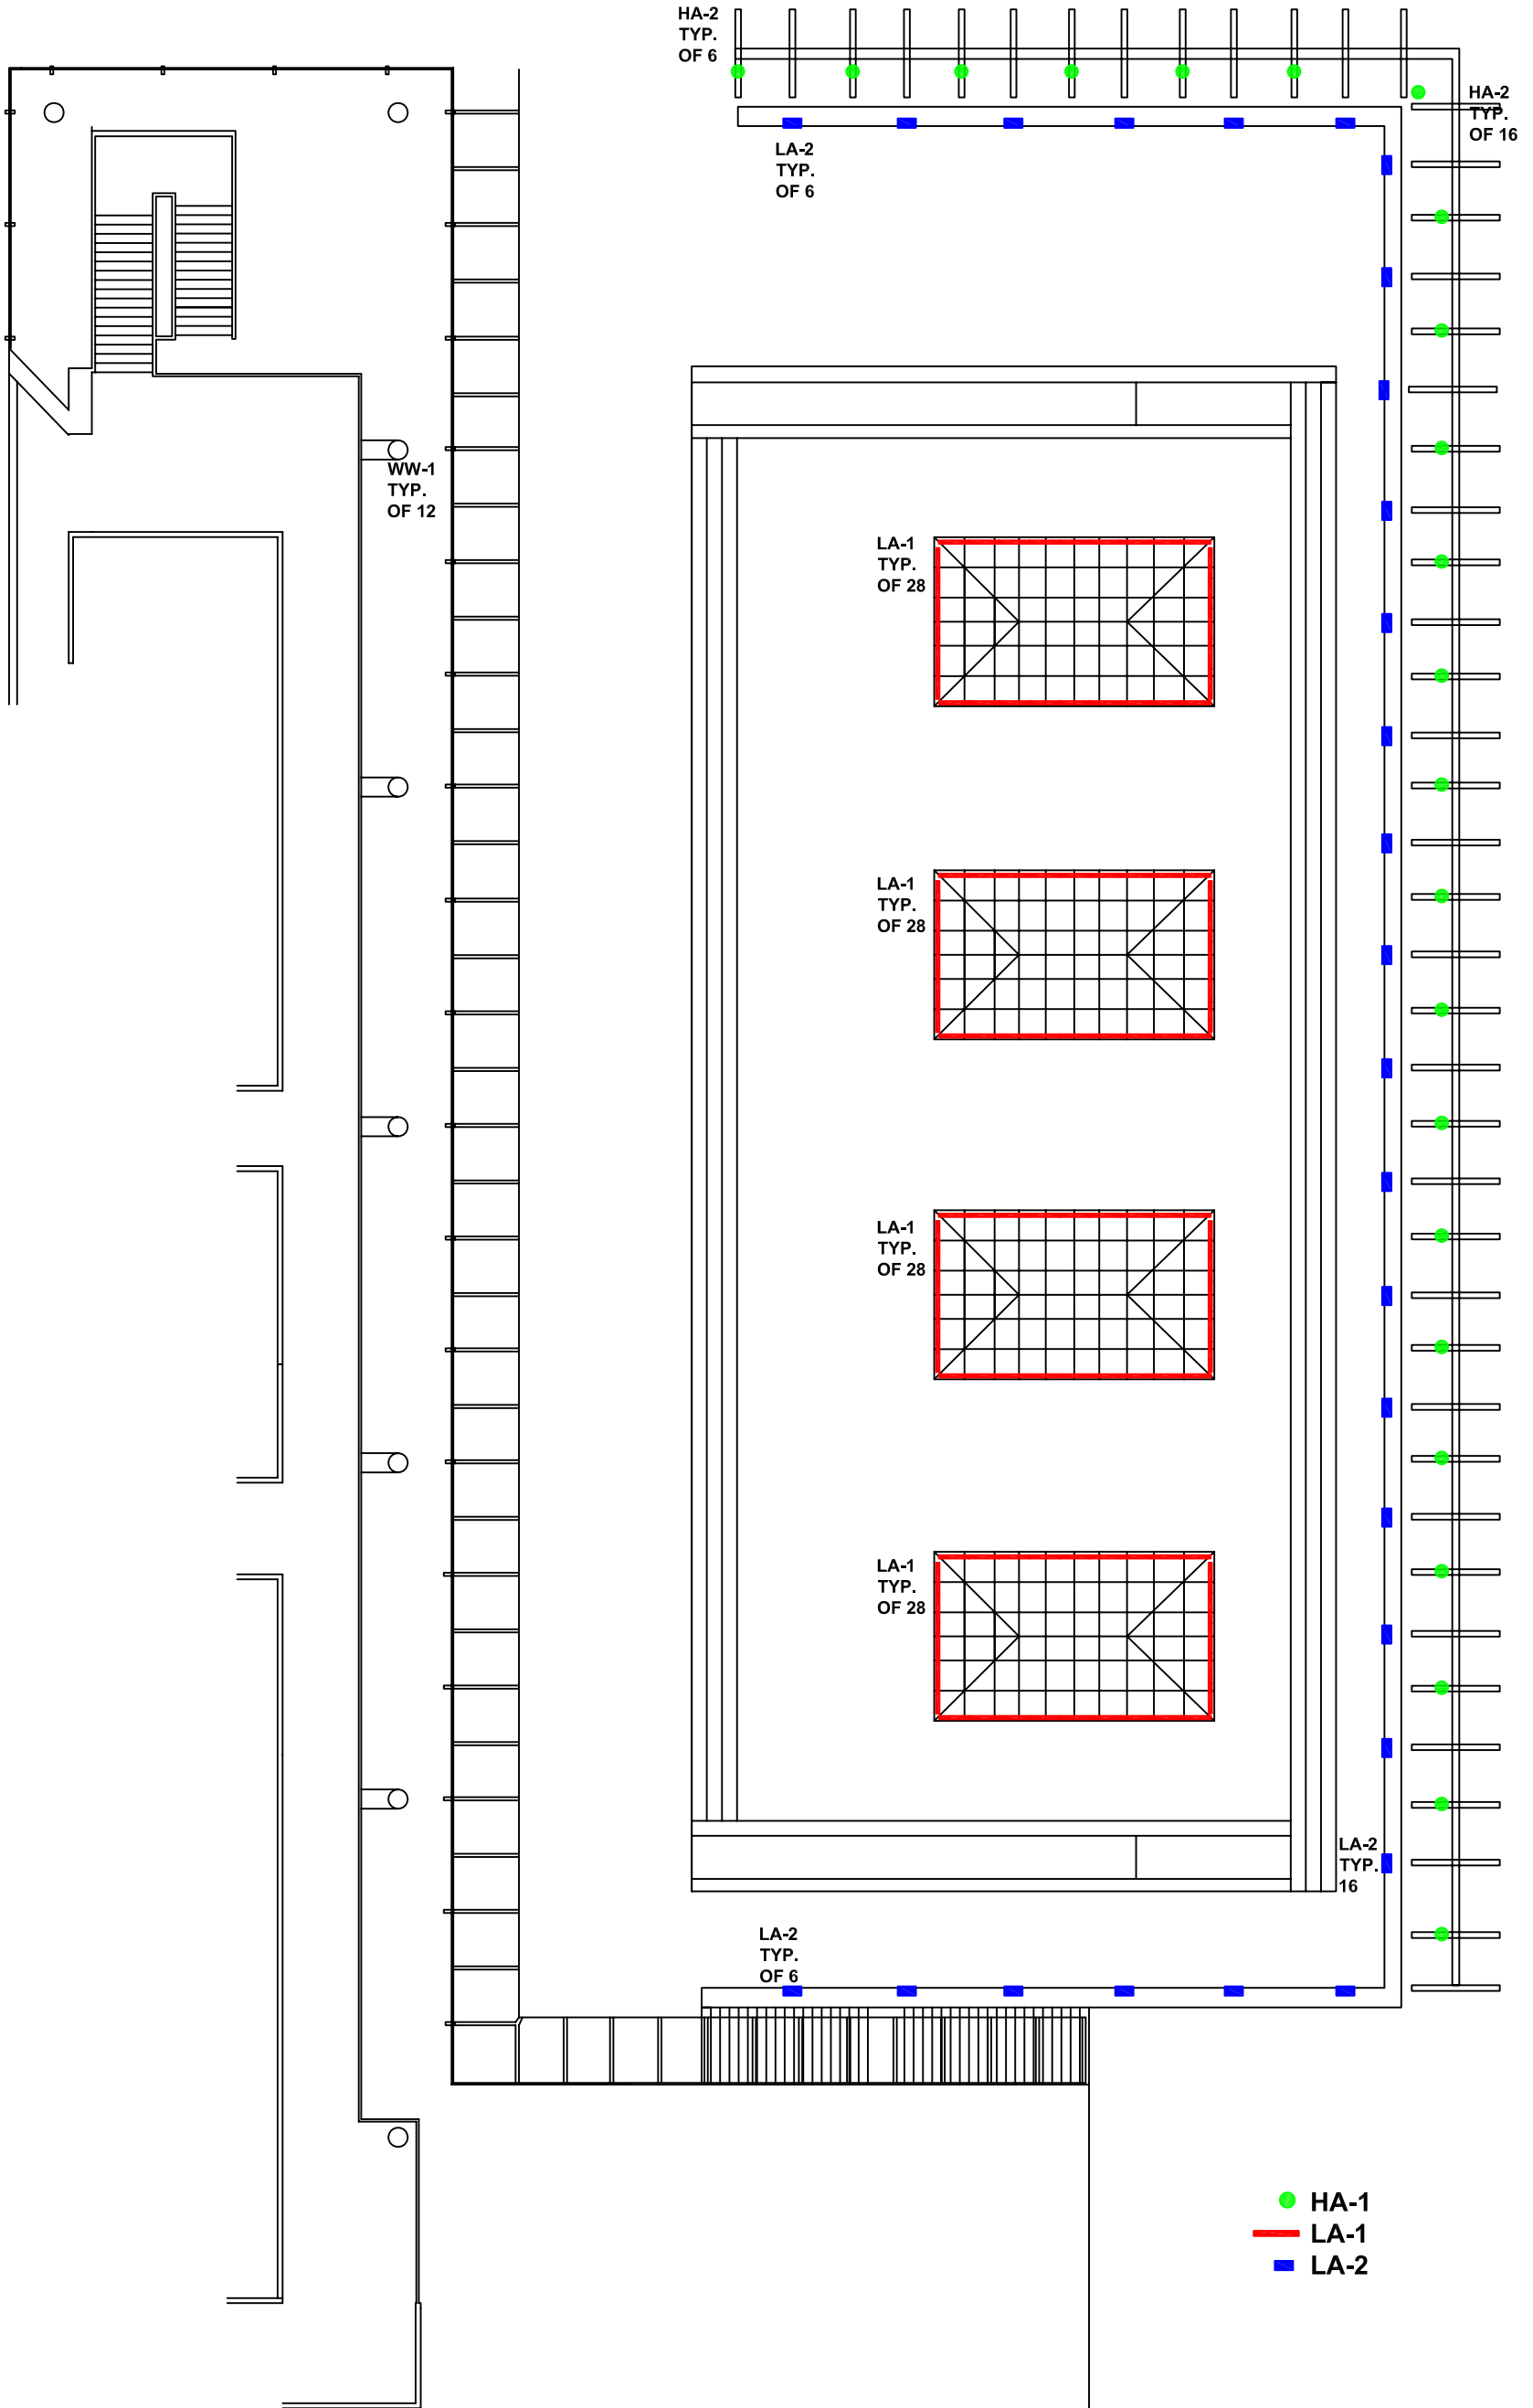 HA-2
TYP.
OF 6
HA-2
TYP.
OF 16
LA-2
TYP.
OF 6
WW-1
TYP.
OF 12
LA-1
TYP.
OF 28
LA-1
TYP.
OF 28
LA-1
TYP.
OF 28
LA-1
TYP.
OF 28
LA-2
TYP.
16
LA-2
TYP.
OF 6
HA-1
LA-1
LA-2